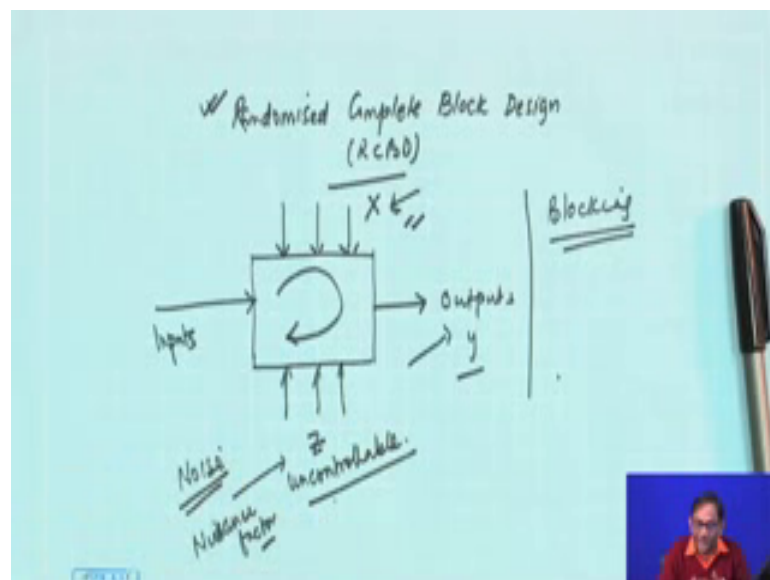 Randomised Complete Block Design
(RCBD)
X
Blocking
Inputs
Outputs
y
Z
Uncontrollable.
Noise
Nuisance
factor